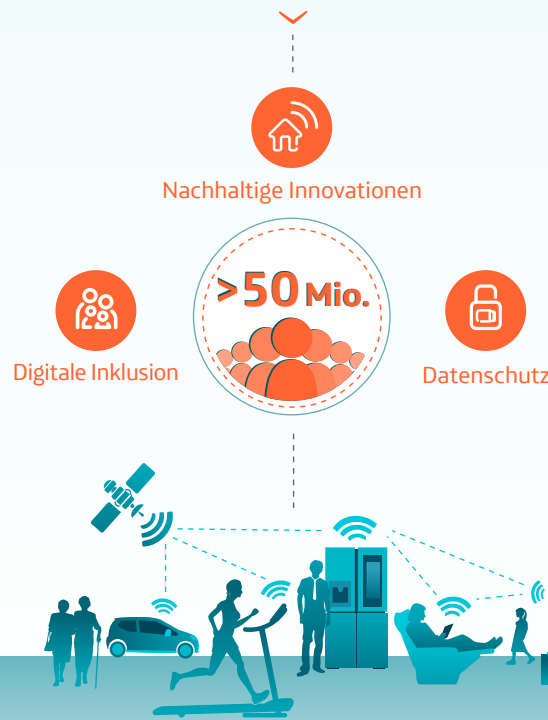 Nachhaltige Innovationen
>50 Mio.
Digitale Inklusion
Datenschutz